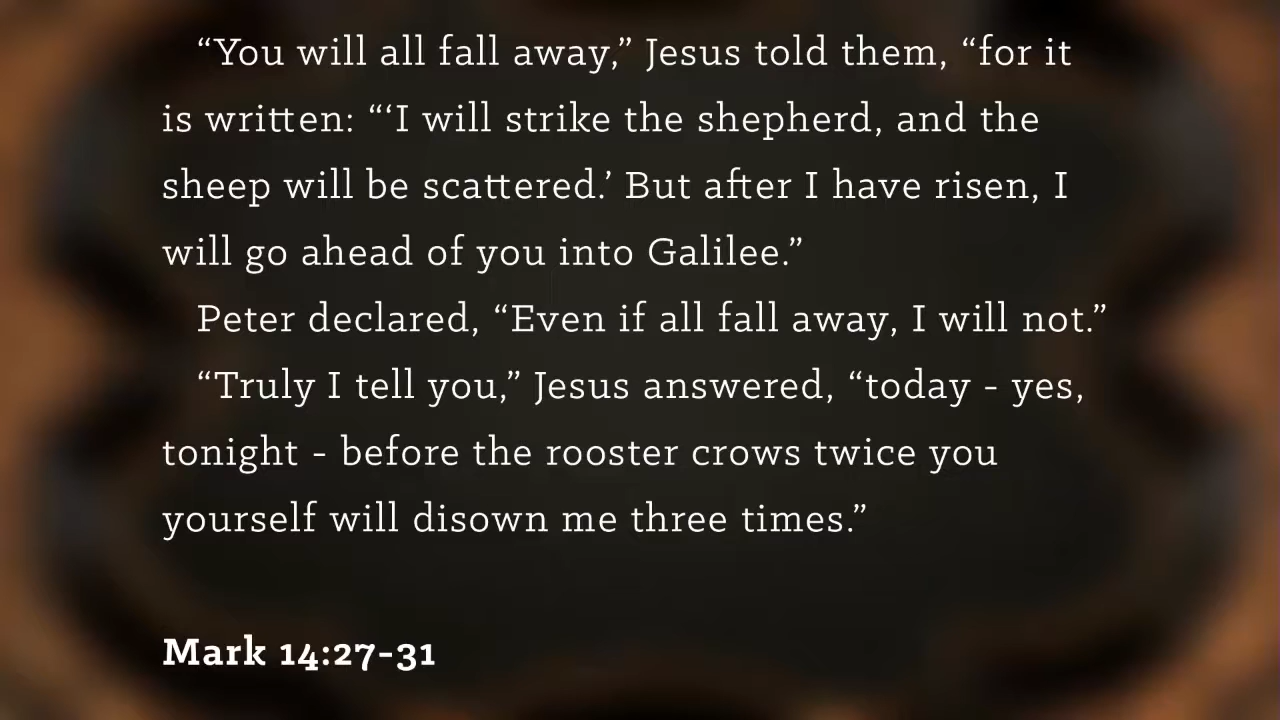 “You will all fall away,” Jesus told them, “for it
is written: “‘I will strike the shepherd, and the
sheep will be scattered.’ But after I have risen, I
will go ahead of you into Galilee.”
Peter declared, “Even if all fall away, I will not.”
“Truly I tell you,” Jesus answered, “today - yes,
tonight - before the rooster crows twice you
yourself will disown me three times.”
Mark 14:27-31